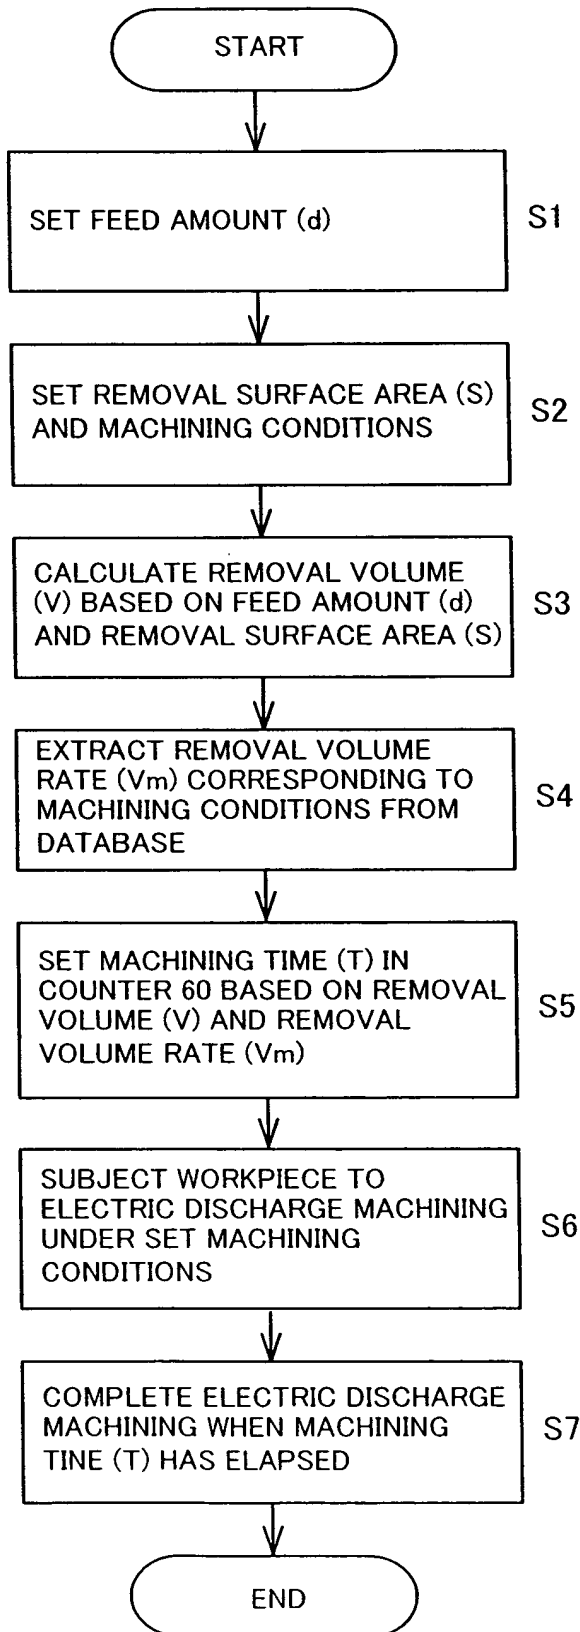 START
SET FEED AMOUNT (d)
S1
SET REMOVAL SURFACE AREA (S)
AND MACHINING CONDITIONS
S2
CALCULATE REMOVAL VOLUME
(V) BASED ON FEED AMOUNT (d)
AND REMOVAL SURFACE AREA (S)
S3
EXTRACT REMOVAL VOLUME
RATE (Vm) CORRESPONDING TO
MACHINING CONDITIONS FROM
DATABASE
S4
SET MACHINING TIME (T) IN
COUNTER 60 BASED ON REMOVAL
VOLUME (V) AND REMOVAL
VOLUME RATE (Vm)
S5
SUBJECT WORKPIECE TO
ELECTRIC DISCHARGE MACHINING
UNDER SET MACHINING
CONDITIONS
S6
COMPLETE ELECTRIC DISCHARGE
MACHINING WHEN MACHINING
TINE (T) HAS ELAPSED
S7
END